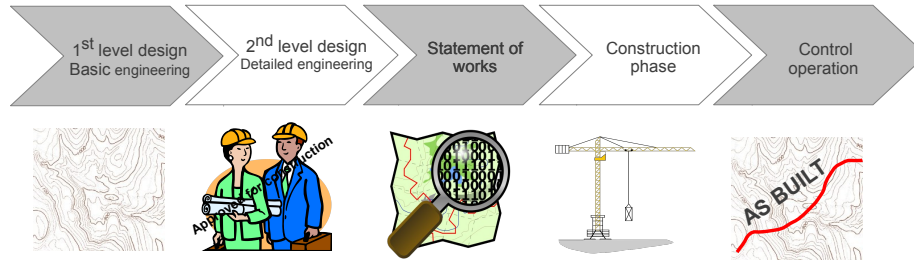 1st level design
Basic engineering
2nd level design
Detailed engineering
Statement of
works
Construction
phase
Control
operation
Approved for construction
AS BUILT